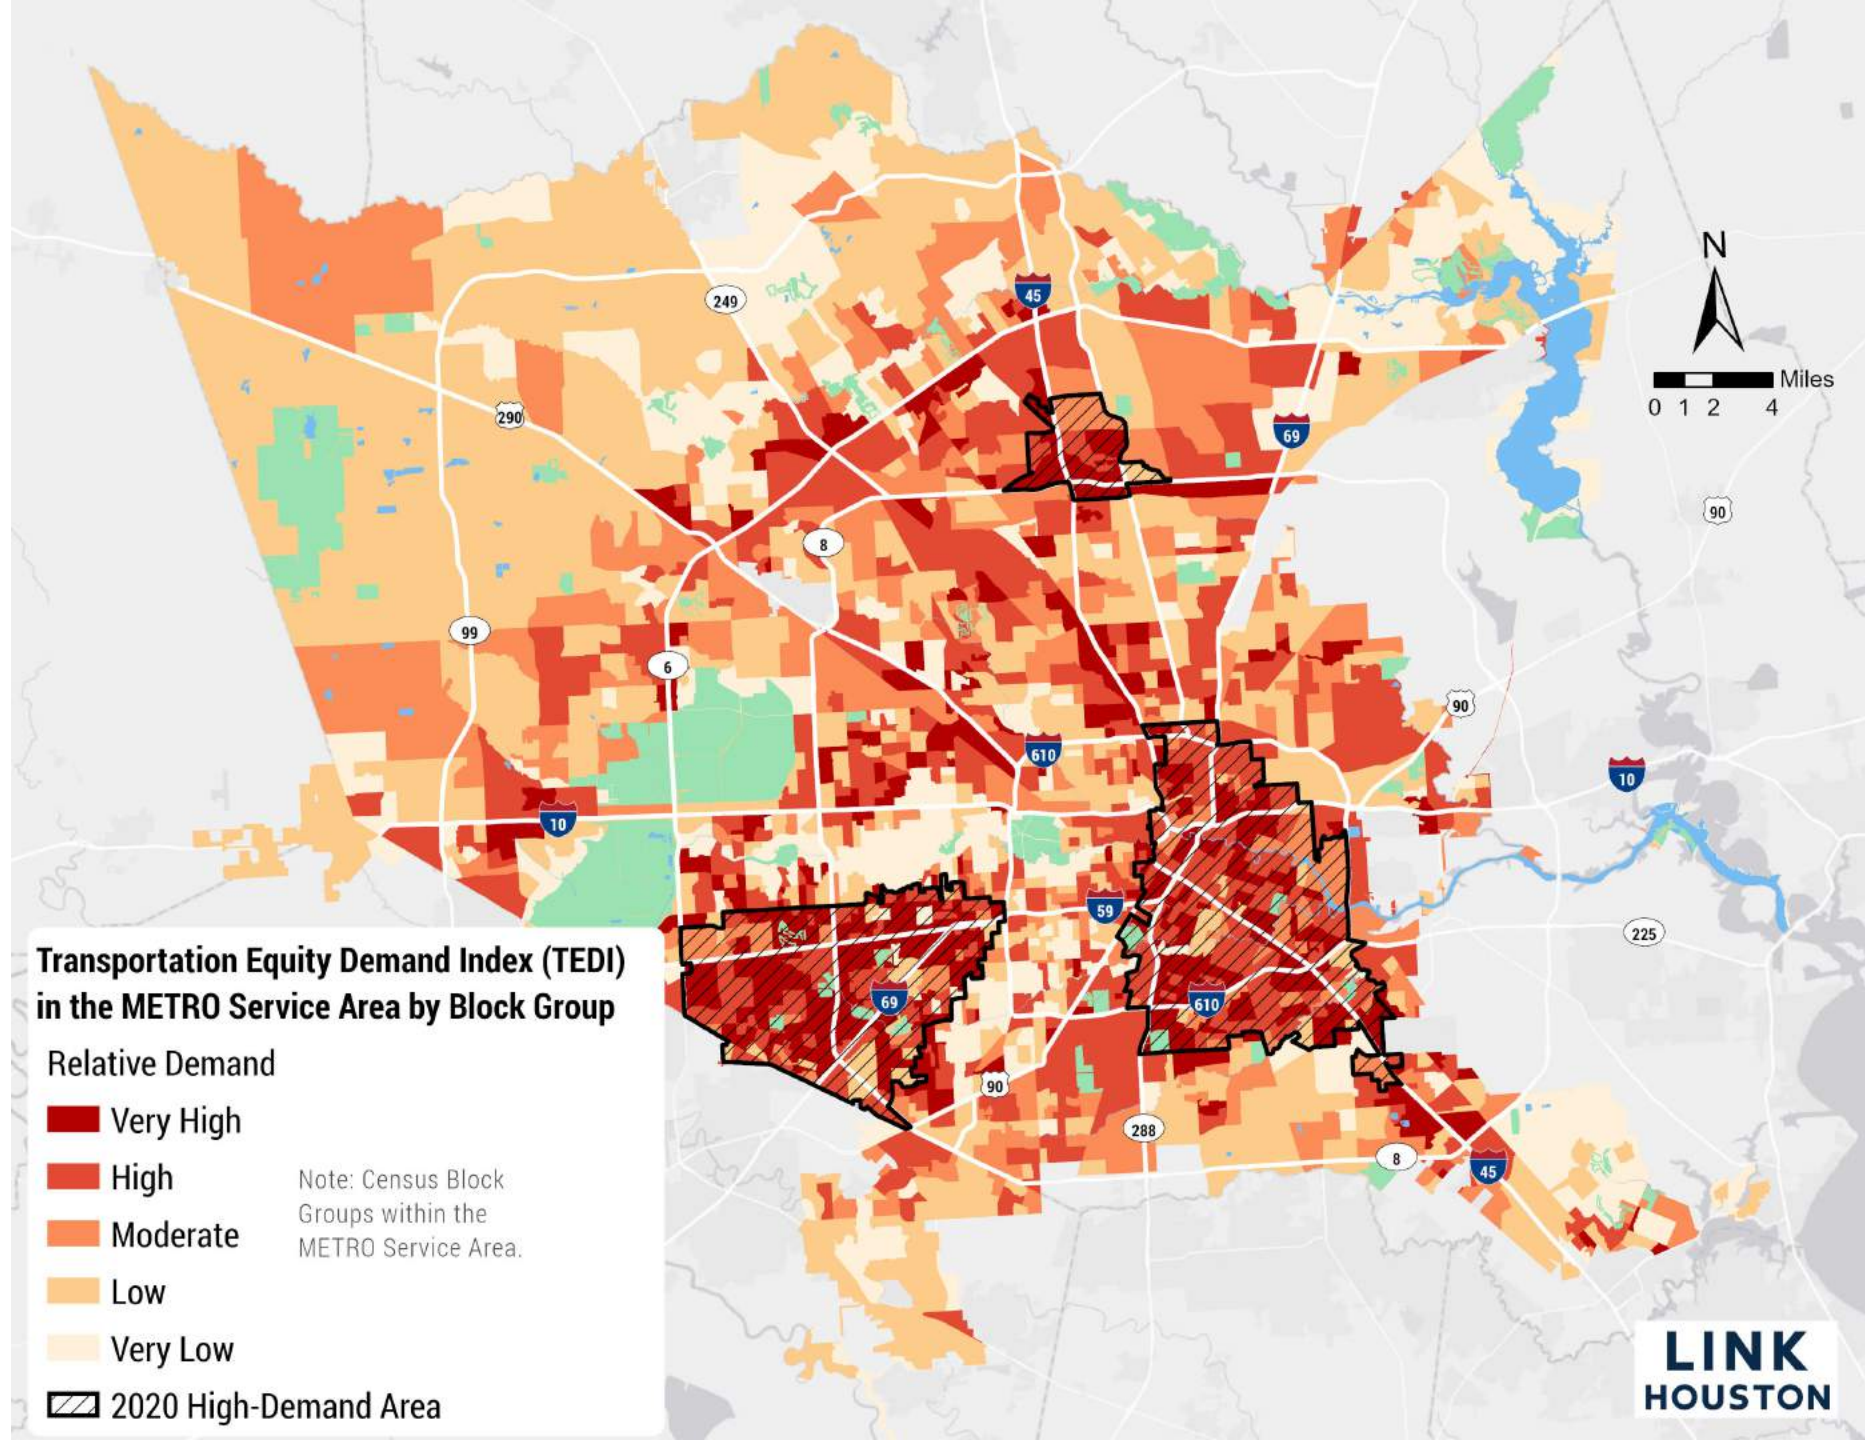 249
45
N
Miles
0 1 2 4
290
69
90
8
99
6
90
610
10
10
59
225
69
610
90
288
8
45
Transportation Equity Demand Index (TEDI)
in the METRO Service Area by Block Group
Relative Demand
Very High
High
Moderate
Low
Very Low
2020 High-Demand Area
Note: Census Block
Groups within the
METRO Service Area.
LINK
HOUSTON